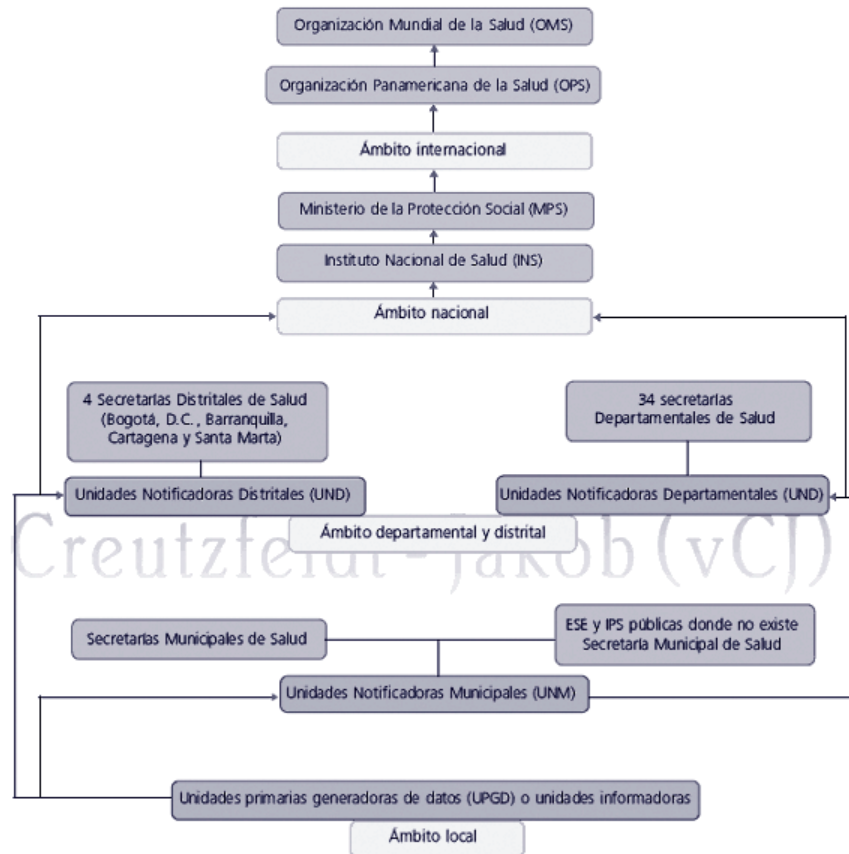 Organización Mundial de la Salud (OMS)
Organización Panamericana de la Salud (OPS)
Ámbito internacional
Ministerio de la Protección Social (MPS)
Instituto Nacional de Salud (INS)
Ámbito nacional
4 Secretarías Distritales de Salud
(Bogotá, D.C., Barranquilla,
Cartagena y Santa Marta)
34 secretarías
Departamentales de Salud
Unidades Notificadoras Distritales (UND)
Unidades Notificadoras Departamentales (UND)
Ámbito departamental y distrital
Creutzfeldt - Jakob (vCJ)
Secretarías Municipales de Salud
ESE y IPS públicas donde no existe
Secretaría Municipal de Salud
Unidades Notificadoras Municipales (UNM)
Unidades primarias generadoras de datos (UPGD) o unidades informadoras
Ámbito local